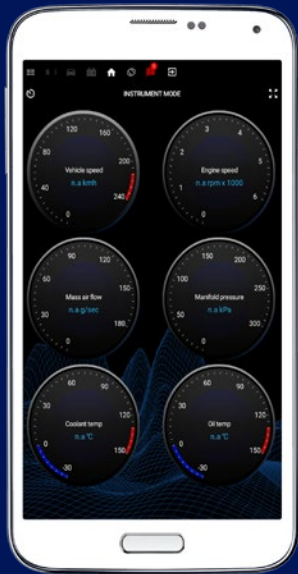 INSTRUMENT MODE
120 160
80 200
Vehicle speed
n.a kmh
40 240
0
3 4
2 5
Engine speed
n.a rpm x 1000
1 6
0
90 120
60
Mass air flow 150
n.a g/sec
30 180
0
150 200
100 250
Manifold pressure
n.a kPa
50 300
0
60 90
30 120
Coolant temp
n.a °C
0 150
-30
60 90
30 120
Oil temp
n.a °C
0 150
-30